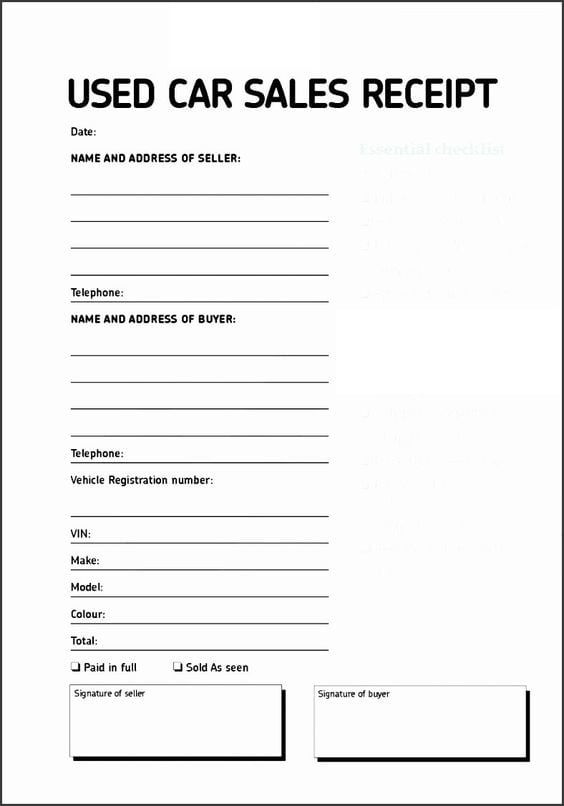 USED CAR SALES RECEIPT
Date:
Essential checklist
NAME AND ADDRESS OF SELLER:
Telephone:
NAME AND ADDRESS OF BUYER:
Telephone:
Vehicle Registration number:
VIN:
Make:
Model:
Colour:
Total:
❏ Paid in full ❏ Sold As seen
Signature of seller
Signature of buyer